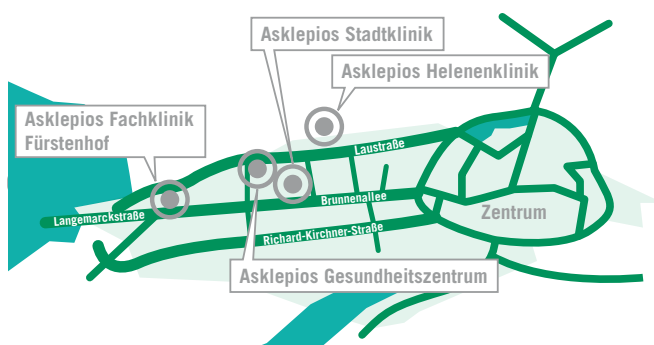 Asklepios Stadtklinik
Asklepios Helenenklinik
Asklepios Fachklinik
Fürstenhof
Laustraße
Brunnenallee
Langemarckstraße
Zentrum
Richard-Kirchner-Straße
Asklepios Gesundheitszentrum